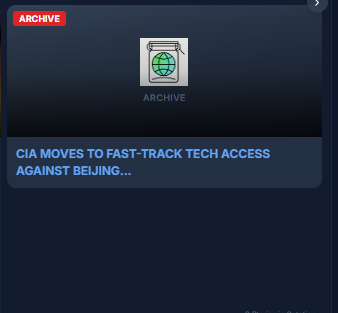 ARCHIVE
ARCHIVE
CIA MOVES TO FAST-TRACK TECH ACCESS
AGAINST BEIJING...